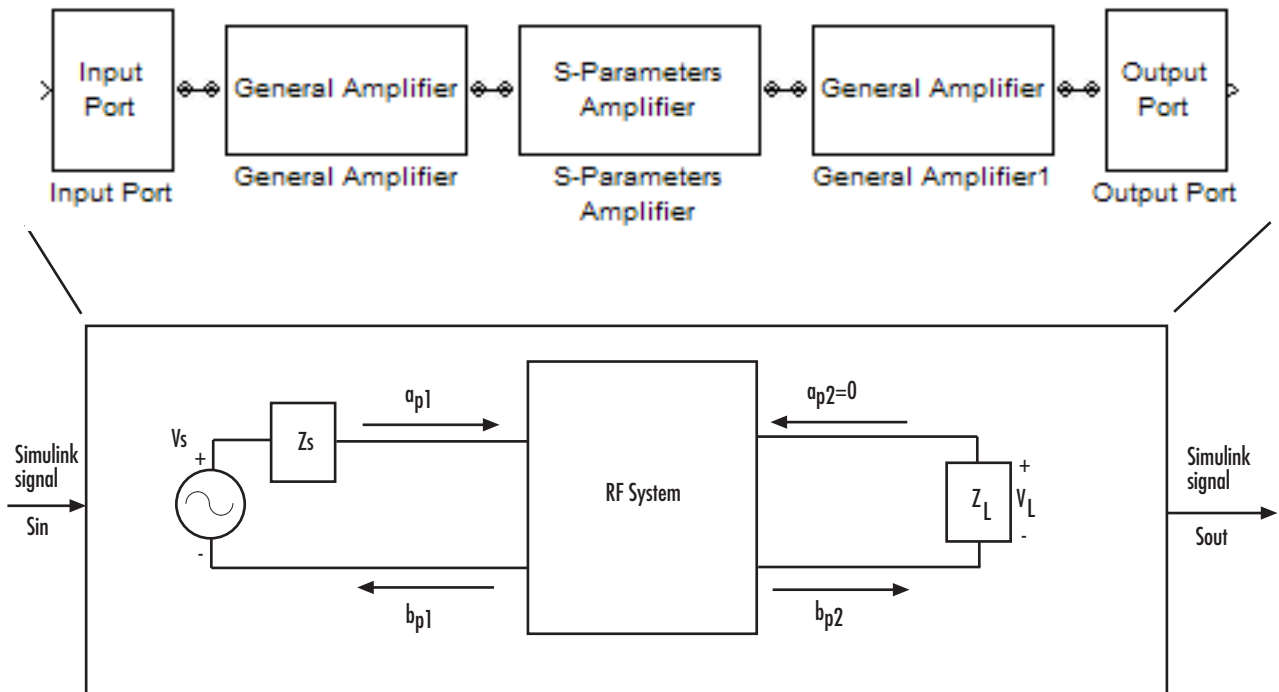 Input
Port
General Amplifier
S-Parameters
Amplifier
General Amplifier
Output
Port
Input Port
General Amplifier
S-Parameters
Amplifier
General Amplifier1
Output Port
Simulink
signal
Sin
Vs
+
-
Zs
ap1
bp1
RF System
ap2=0
bp2
ZL
+
VL
-
Simulink
signal
Sout